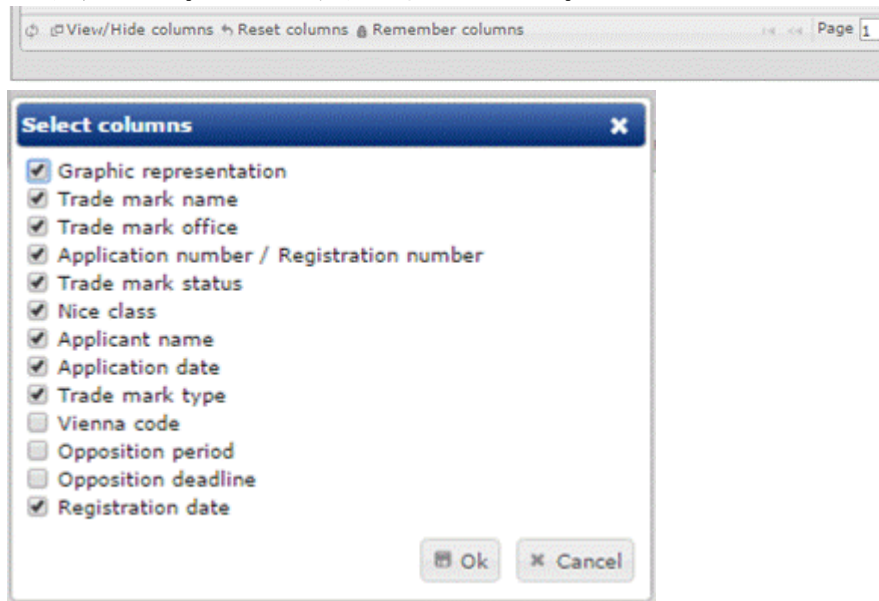 View/Hide columns Reset columns Remember columns Page 1
Select columns
Graphic representation
Trade mark name
Trade mark office
Application number / Registration number
Trade mark status
Nice class
Applicant name
Application date
Trade mark type
Vienna code
Opposition period
Opposition deadline
Registration date
Ok Cancel